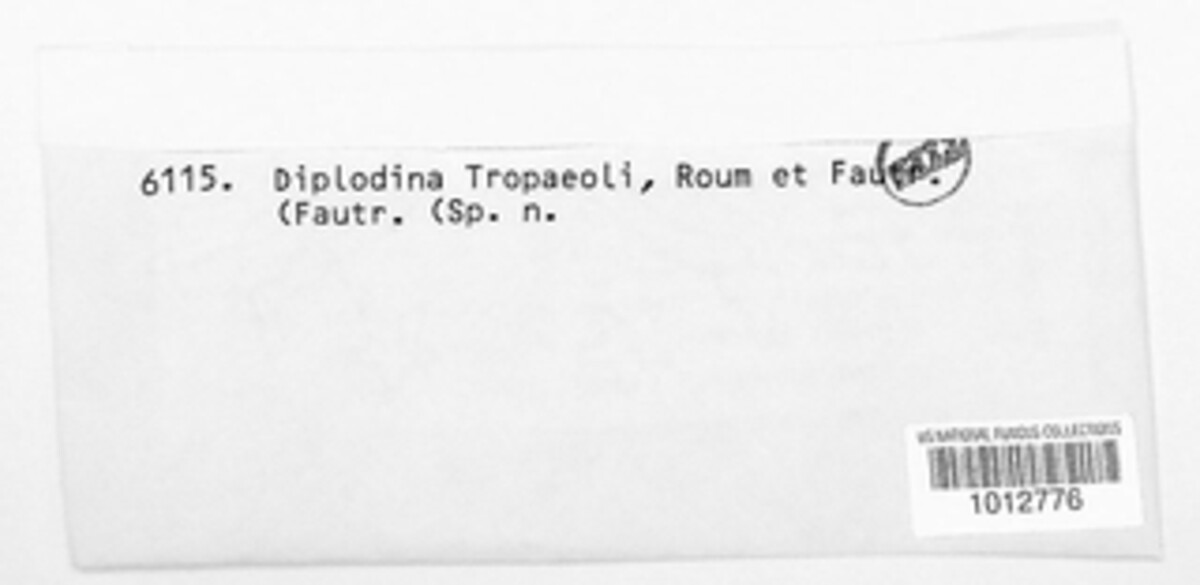 6115. Diplodina Tropaeoli, Roum et Fautr.
(Fautr. (Sp. n.
US NATIONAL FUNGUS COLLECTIONS
1012776